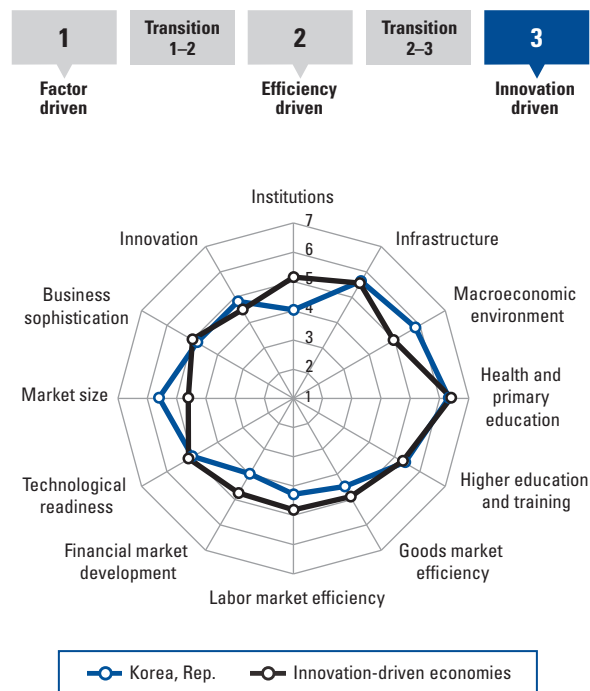 1
Transition
1–2
2
Transition
2–3
3
Factor
driven
Efficiency
driven
Innovation
driven
Institutions
7
Innovation
6
Infrastructure
5
Business
sophistication
Macroeconomic
environment
4
3
2
Market size
1
Health and
primary
education
Technological
readiness
Higher education
and training
Financial market
development
Goods market
efficiency
Labor market efficiency
Korea, Rep.
Innovation-driven economies